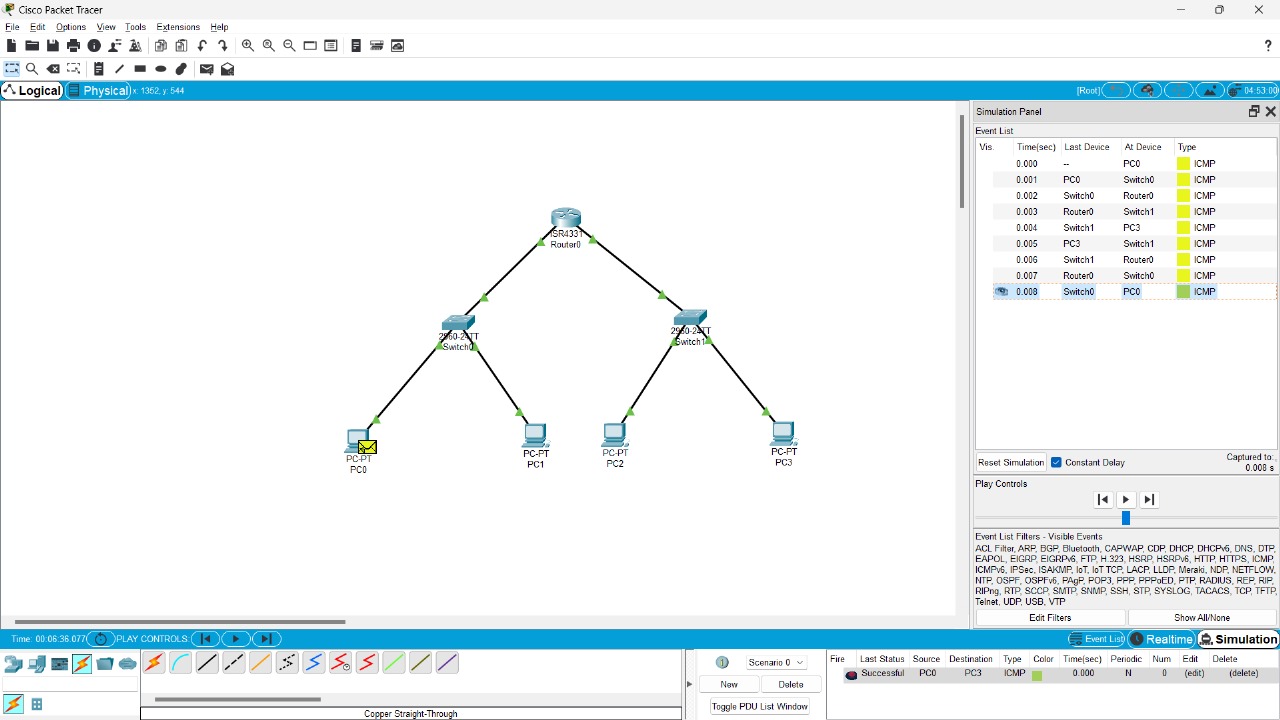 Cisco Packet Tracer
File Edit Options View Tools Extensions Help
?
Logical Physical x: 1352, y: 544 [Root] 04:53:00
Simulation Panel
Event List
Vis. Time(sec) Last Device At Device Type
0.000 -- PC0 ICMP
0.001 PC0 Switch0 ICMP
0.002 Switch0 Router0 ICMP
0.003 Router0 Switch1 ICMP
0.004 Switch1 PC3 ICMP
0.005 PC3 Switch1 ICMP
0.006 Switch1 Router0 ICMP
0.007 Router0 Switch0 ICMP
0.008 Switch0 PC0 ICMP
ISR4331
Router0
2960-24TT
Switch0
2960-24TT
Switch1
PC-PT
PC0
PC-PT
PC1
PC-PT
PC2
PC-PT
PC3
Reset Simulation Constant Delay Captured to:
0.008 s
Play Controls
Event List Filters - Visible Events
ACL Filter, ARP, BGP, Bluetooth, CAPWAP, CDP, DHCP, DHCPv6, DNS, DTP,
EAPOL, EIGRP, EIGRPv6, FTP, H.323, HSRP, HSRPv6, HTTP, HTTPS, ICMP,
ICMPv6, IPSec, ISAKMP, IoT, IoT TCP, LACP, LLDP, Meraki, NDP, NETFLOW,
NTP, OSPF, OSPFv6, PAgP, POP3, PPP, PPPoED, PTP, RADIUS, REP, RIP,
RIPng, RTP, SCCP, SMTP, SNMP, SSH, STP, SYSLOG, TACACS, TCP, TFTP,
Telnet, UDP, USB, VTP
Edit Filters Show All/None
Time: 00:06:36.077 PLAY CONTROLS: Event List Realtime Simulation
Scenario 0
New Delete
Toggle PDU List Window
Fire Last Status Source Destination Type Color Time(sec) Periodic Num Edit Delete
Successful PC0 PC3 ICMP 0.000 N 0 (edit) (delete)
Copper Straight-Through